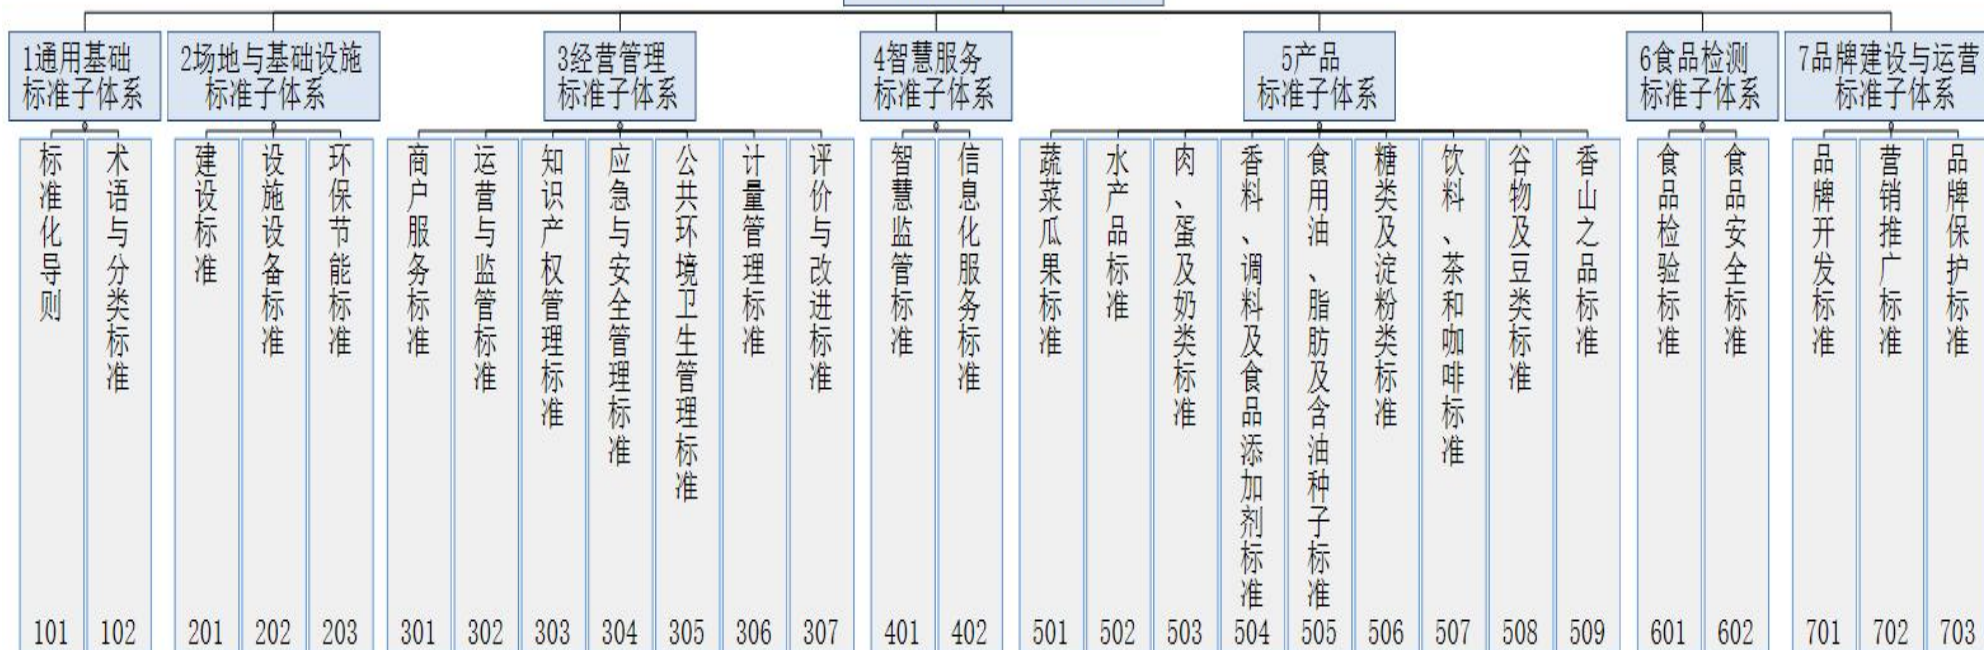 1通用基础
标准子体系
2场地与基础设施
标准子体系
3经营管理
标准子体系
4智慧服务
标准子体系
5产品
标准子体系
6食品检测
标准子体系
7品牌建设与运营
标准子体系
标准化导则
101
术语与分类标准
102
建设标准
201
设施设备标准
202
环保节能标准
203
商户服务标准
301
运营与监管标准
302
知识产权管理标准
303
应急与安全管理标准
304
公共环境卫生管理标准
305
计量管理标准
306
评价与改进标准
307
智慧监管标准
401
信息化服务标准
402
蔬菜瓜果标准
501
水产品标准
502
肉、蛋及奶类标准
503
香料、调料及食品添加剂标准
504
食用油、脂肪及含油种子标准
505
糖类及淀粉类标准
506
饮料、茶和咖啡标准
507
谷物及豆类标准
508
香山之品标准
509
食品检验标准
601
食品安全标准
602
品牌开发标准
701
营销推广标准
702
品牌保护标准
703